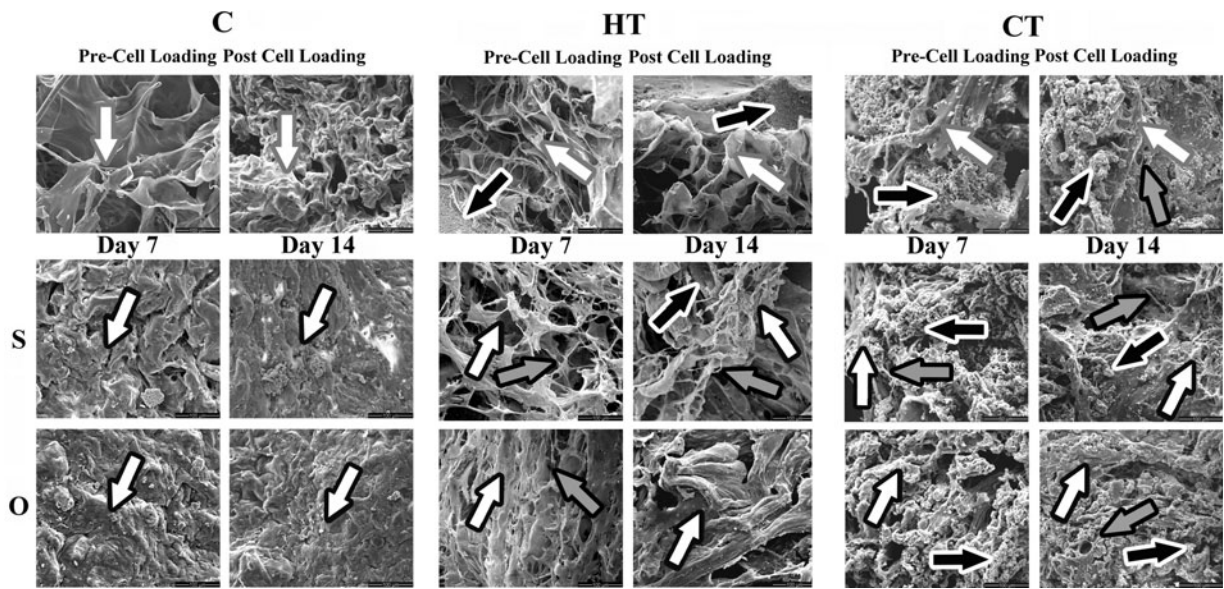 C HT CT
Pre-Cell Loading Post Cell Loading Pre-Cell Loading Post Cell Loading Pre-Cell Loading Post Cell Loading
Day 7 Day 14 Day 7 Day 14 Day 7 Day 14
S
O